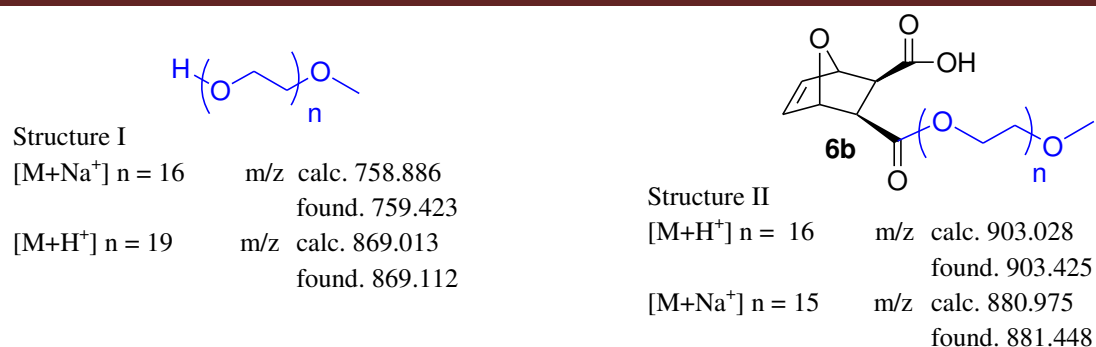 H
O
O
n
Structure I
[M+Na⁺] n = 16 m/z calc. 758.886
found. 759.423
[M+H⁺] n = 19 m/z calc. 869.013
found. 869.112
O
O
OH
O
O
n
6b
O
Structure II
[M+H⁺] n = 16 m/z calc. 903.028
found. 903.425
[M+Na⁺] n = 15 m/z calc. 880.975
found. 881.448